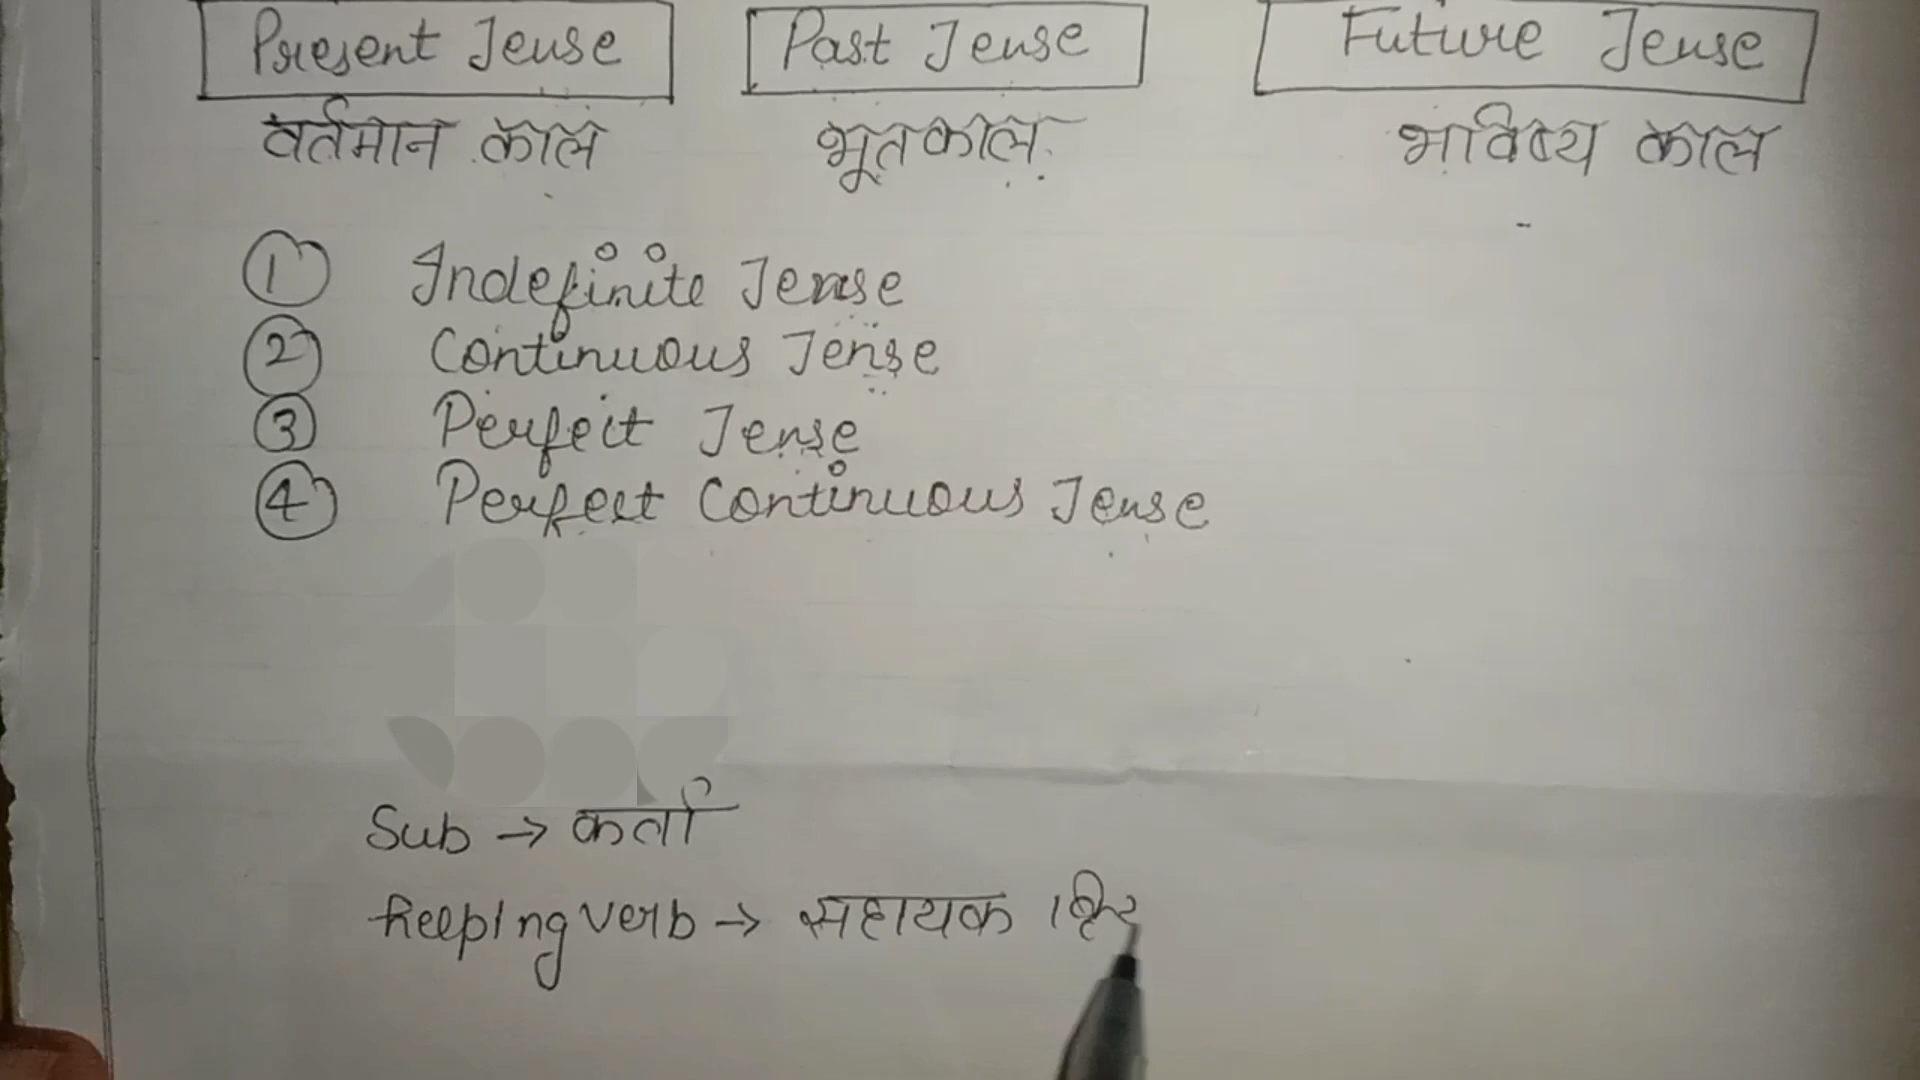 Present Tense Past Tense Future Tense
वर्तमान काल भूतकाल भाविष्य काल
1 Indefinite Tense
2 Continuous Tense
3 Perfect Tense
4 Perfect Continuous Tense
Sub → कर्ता
helping verb → सहायक